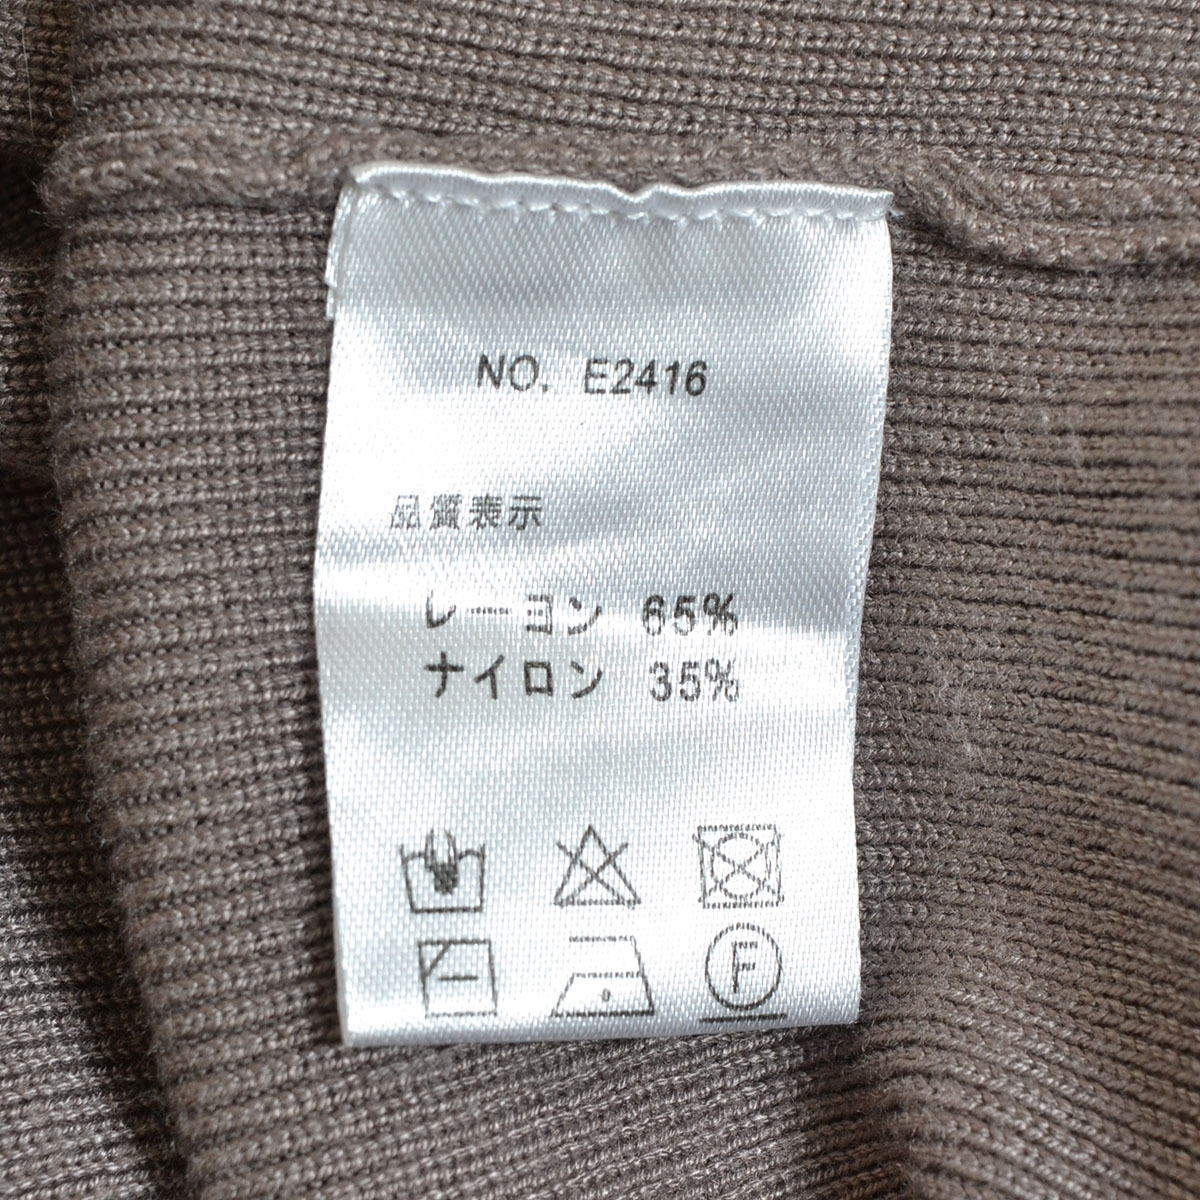 NO. E2416
品質表示
レーヨン 65%
ナイロン 35%
F